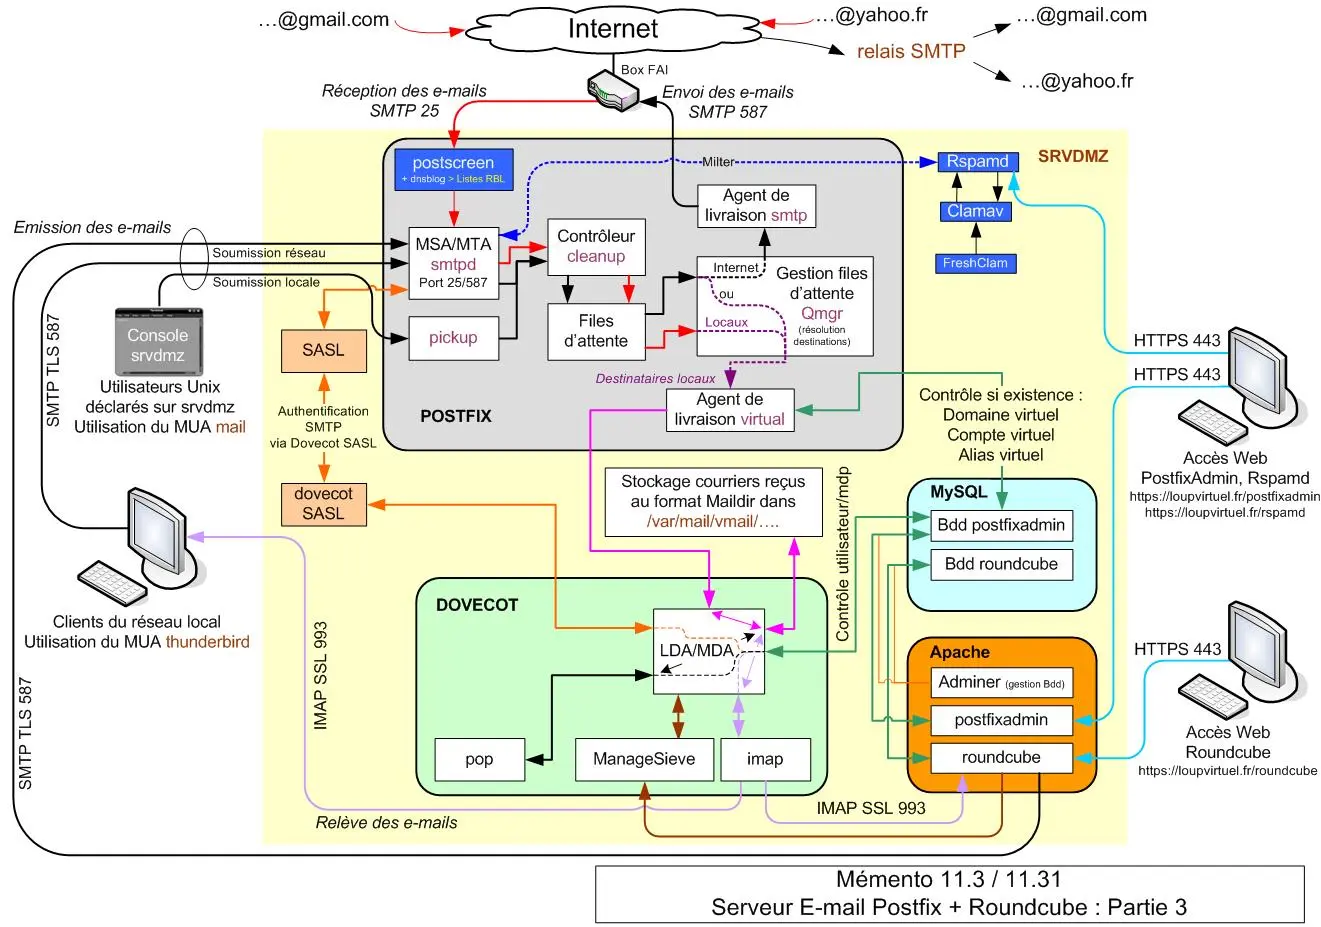 ...@gmail.com
Internet
...@yahoo.fr
...@gmail.com
relais SMTP
...@yahoo.fr
Box FAI
Réception des e-mails
SMTP 25
Envoi des e-mails
SMTP 587
postscreen
+ dnsblog > Listes RBL
Milter
Rspamd
SRVDMZ
Clamav
FreshClam
Agent de
livraison smtp
Emission des e-mails
Soumission réseau
Soumission locale
MSA/MTA
smtpd
Port 25/587
Contrôleur
cleanup
Internet
ou
Locaux
Gestion files
d'attente
Qmgr
(résolution
destinations)
pickup
Files
d'attente
Console
srvdmz
Utilisateurs Unix
déclarés sur srvdmz
Utilisation du MUA mail
SMTP TLS 587
SASL
Authentification
SMTP
via Dovecot SASL
dovecot
SASL
Destinataires locaux
Agent de
livraison virtual
POSTFIX
HTTPS 443
HTTPS 443
Contrôle si existence :
Domaine virtuel
Compte virtuel
Alias virtuel
Accès Web
PostfixAdmin, Rspamd
https://loupvirtuel.fr/postfixadmin
https://loupvirtuel.fr/rspamd
Stockage courriers reçus
au format Maildir dans
/var/mail/vmail/....
Contrôle utilisateur/mdp
MySQL
Bdd postfixadmin
Bdd roundcube
Clients du réseau local
Utilisation du MUA thunderbird
IMAP SSL 993
SMTP TLS 587
DOVECOT
LDA/MDA
pop
ManageSieve
imap
Apache
Adminer (gestion Bdd)
postfixadmin
roundcube
HTTPS 443
Accès Web
Roundcube
https://loupvirtuel.fr/roundcube
Relève des e-mails
IMAP SSL 993
Mémento 11.3 / 11.31
Serveur E-mail Postfix + Roundcube : Partie 3